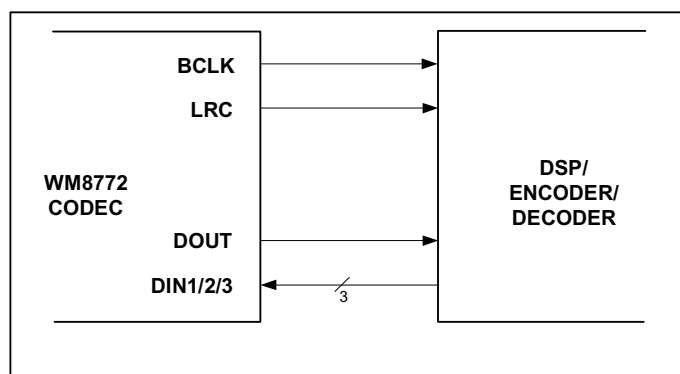 BCLK
LRC
WM8772
CODEC
DOUT
DIN1/2/3
3
DSP/
ENCODER/
DECODER